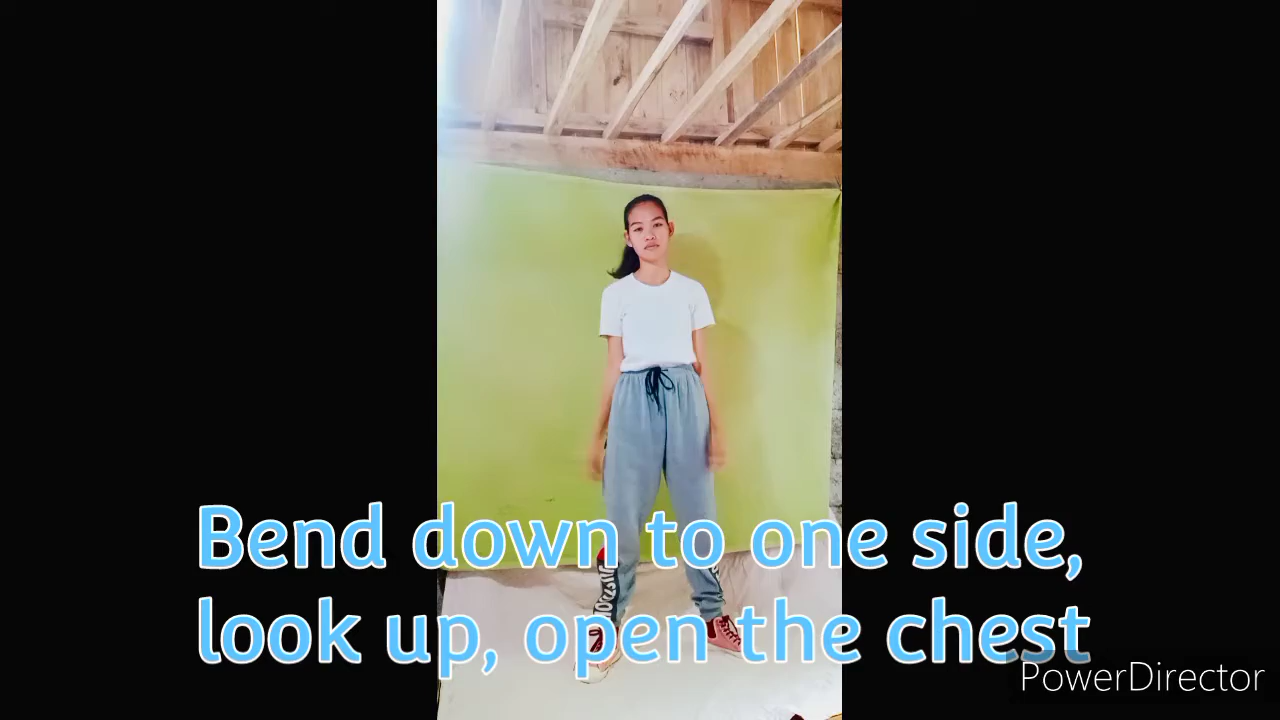 Bend down to one side,
look up, open the chest
PowerDirector